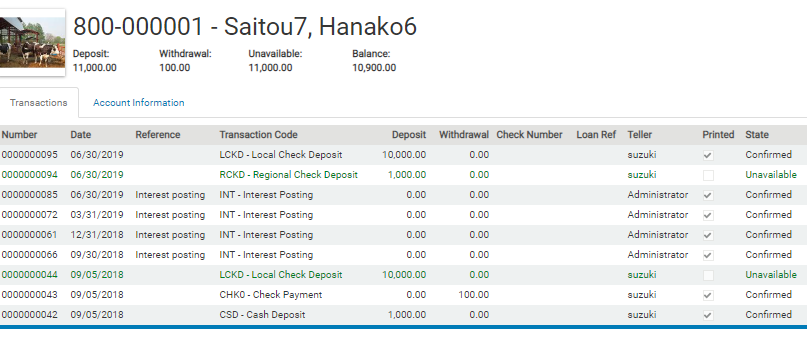 800-000001 - Saitou7, Hanako6
Deposit: Withdrawal: Unavailable: Balance:
11,000.00 100.00 11,000.00 10,900.00
Transactions Account Information
Number Date Reference Transaction Code Deposit Withdrawal Check Number Loan Ref Teller Printed State
0000000095 06/30/2019 LCKD - Local Check Deposit 10,000.00 0.00 suzuki Confirmed
0000000094 06/30/2019 RCKD - Regional Check Deposit 1,000.00 0.00 suzuki Unavailable
0000000085 06/30/2019 Interest posting INT - Interest Posting 0.00 0.00 Administrator Confirmed
0000000072 03/31/2019 Interest posting INT - Interest Posting 0.00 0.00 Administrator Confirmed
0000000061 12/31/2018 Interest posting INT - Interest Posting 0.00 0.00 Administrator Confirmed
0000000066 09/30/2018 Interest posting INT - Interest Posting 0.00 0.00 Administrator Confirmed
0000000044 09/05/2018 LCKD - Local Check Deposit 10,000.00 0.00 suzuki Unavailable
0000000043 09/05/2018 CHK0 - Check Payment 0.00 100.00 suzuki Confirmed
0000000042 09/05/2018 CSD - Cash Deposit 1,000.00 0.00 suzuki Confirmed